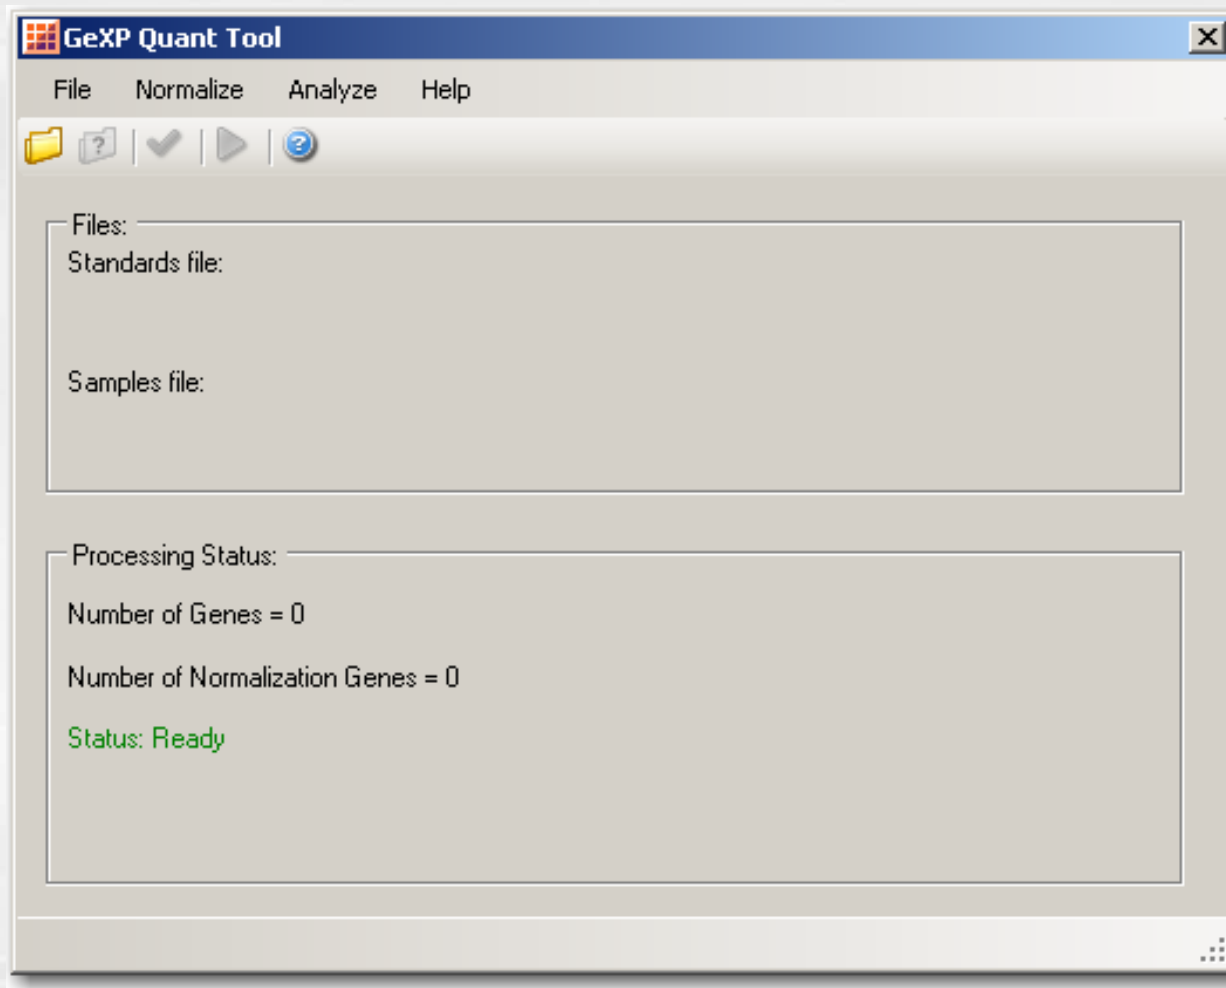 GeXP Quant Tool
File Normalize Analyze Help
Files:
Standards file:
Samples file:
Processing Status:
Number of Genes = 0
Number of Normalization Genes = 0
Status: Ready